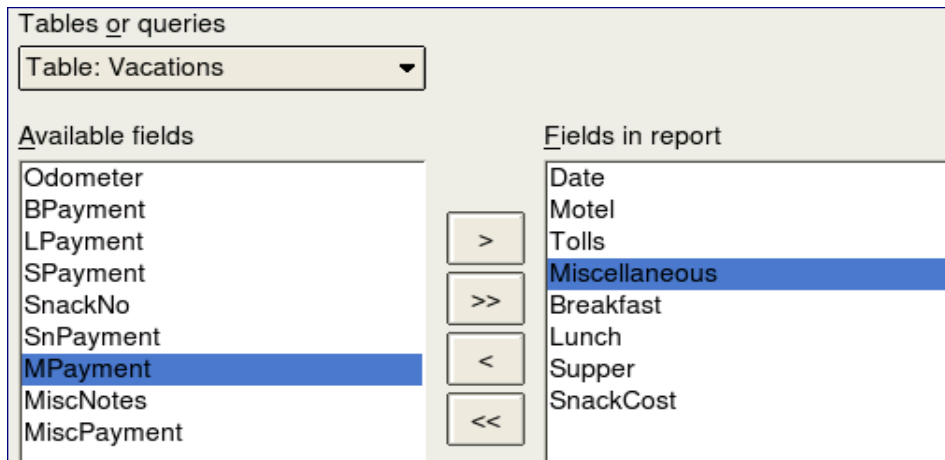 Tables or queries
Table: Vacations
Available fields
Odometer
BPayment
LPayment
SPayment
SnackNo
SnPayment
MPayment
MiscNotes
MiscPayment
>
>>
<
<<
Fields in report
Date
Motel
Tolls
Miscellaneous
Breakfast
Lunch
Supper
SnackCost